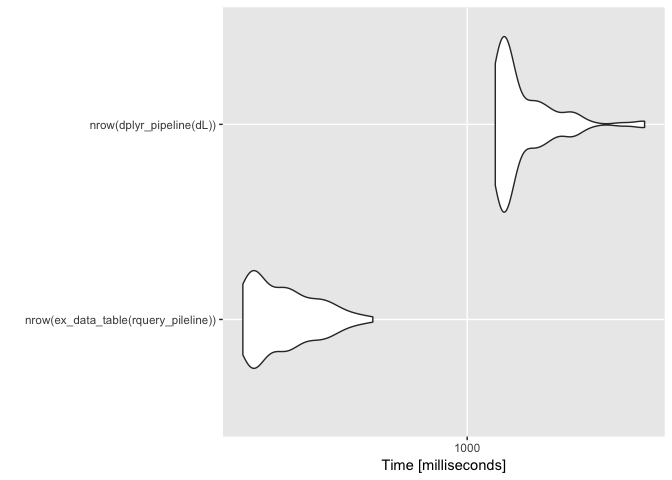 nrow(dplyr_pipeline(dL))
nrow(ex_data_table(rquery_pileline))
1000
Time [milliseconds]